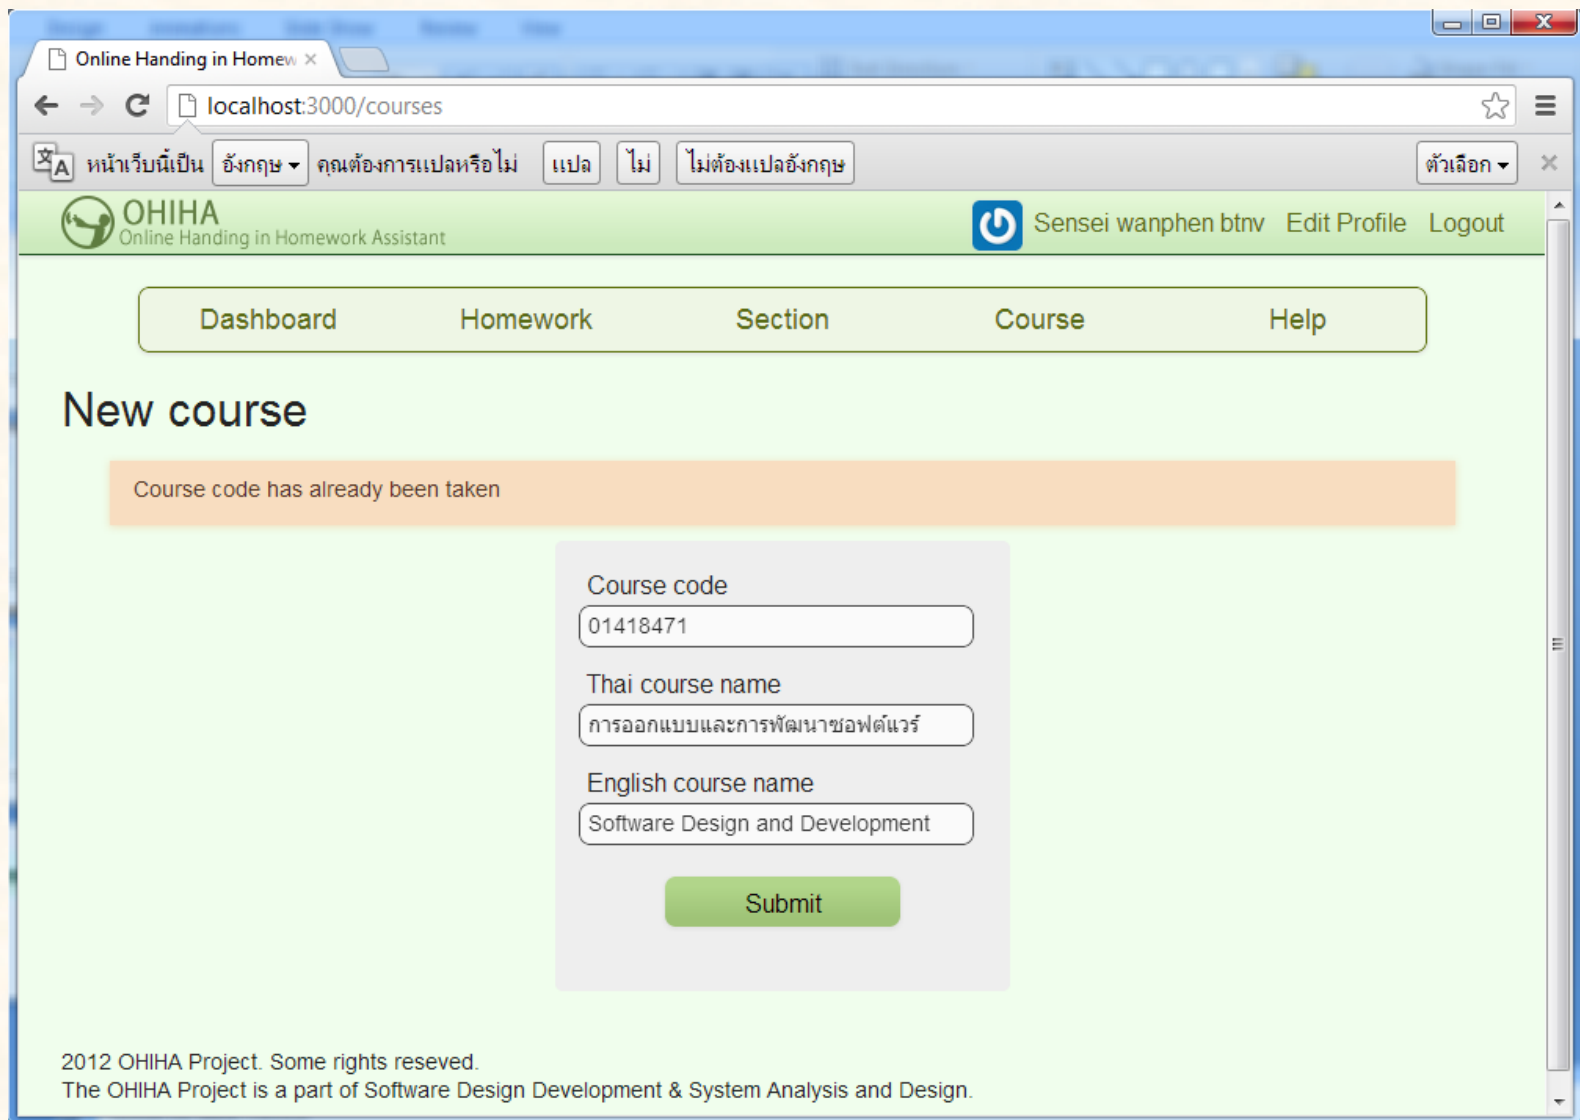 Online Handing in Homew
localhost:3000/courses
หน้าเว็บนี้เป็น อังกฤษ คุณต้องการแปลหรือไม่ แปล ไม่ ไม่ต้องแปลอังกฤษ ตัวเลือก
OHIHA
Online Handing in Homework Assistant
Sensei wanphen btnv Edit Profile Logout
Dashboard Homework Section Course Help
New course
Course code has already been taken
Course code
01418471
Thai course name
การออกแบบและการพัฒนาซอฟต์แวร์
English course name
Software Design and Development
Submit
2012 OHIHA Project. Some rights reseved.
The OHIHA Project is a part of Software Design Development & System Analysis and Design.